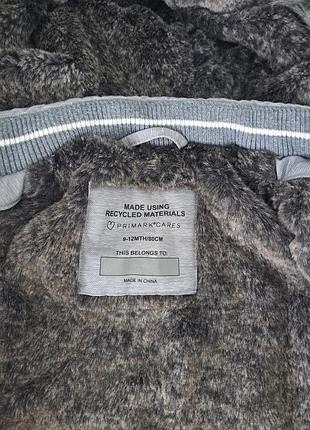 MADE USING
RECYCLED MATERIALS
PRIMARK CARES
9-12MTH/80CM
THIS BELONGS TO:
MADE IN CHINA